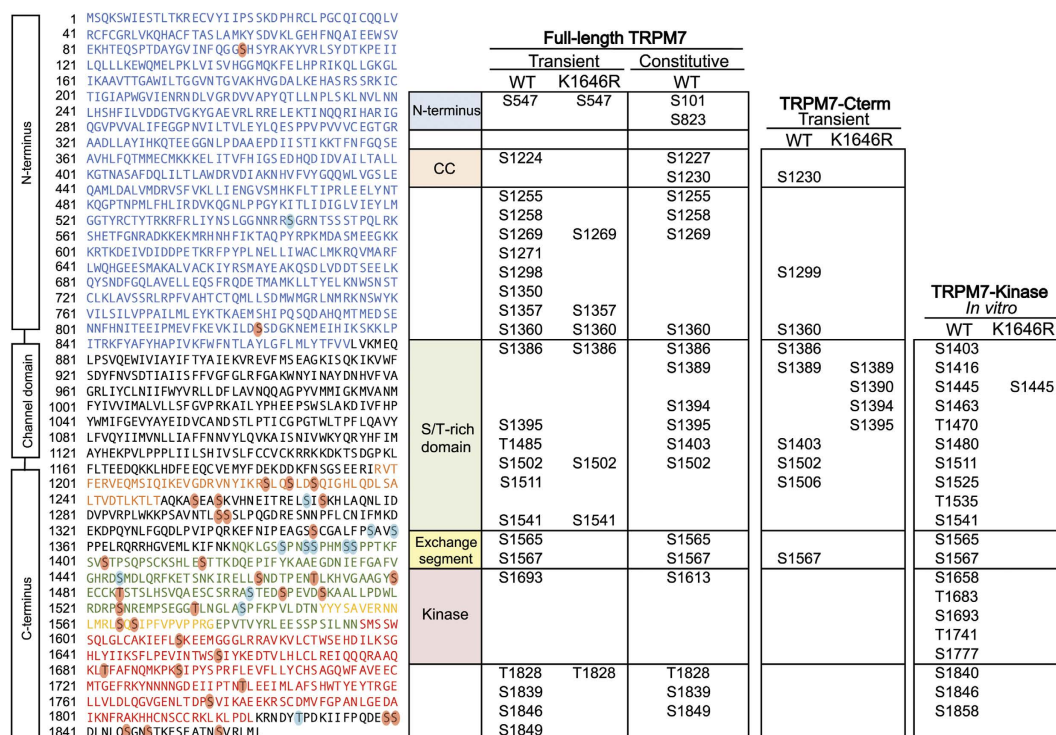 N-terminus
Channel domain
C-terminus
1 MSQKSWIESTLTKRECVYIIPSSKDPHRCLPGCQICQQLV
41 RCFCGRLVKQHACFTASLAMKYSDVKLGEHFNQAIEEWSV
81 EKHTEQSPTDAYGVINFQGGSHSYRAKYVRLSYDTKPEII
121 LQLLLKEWQMELPKLVISVHGGMQKFELHPRIKQLLGKGL
161 IKAAVTTGAWILTGGVNTGVAKHVGDALKEHASRSSRKIC
201 TIGIAPWGVIENRNDLVGRDVVAPYQTLLNPLSKLNVLNN
241 LHSHFILVDDGTVGKYGAEVRLRRELEKTINQQRIHARIG
281 QGVPVVALIFEGGPNVILTVLEYLQESPPVPVVVCEGTGR
321 AADLLAYIHKQTEEGGNLPDAAEPDIISTIKKTFNFGQSE
361 AVHLFQTMMECMKKKELITVFHIGSEDHQDIDVAILTALL
401 KGTNASAFDQLILTLAWDRVDIAKNHVFVYGQQWLVGSLE
441 QAMLDALVMDRVSFVKLLIENGVSMHKFLTIPRLEELYNT
481 KQGPTNPMLFHLIRDVKQGNLPPGYKITLIDIGLVIEYLM
521 GGTYRCTYTRKRFRLIYNSLGGNNRRSGRNTSSSTPQLRK
561 SHETFGNRADKKEKMRHNHFIKTAQPYRPKMDASMEEGKK
601 KRTKDEIVDIDDPETKRFPYPLNELLIWACLMKRQVMARF
641 LWQHGEESMAKALVACKIYRSMAYEAKQSDLVDDTSEELK
681 QYSNDFGQLAVELLEQSFRQDETMAMKLLTYELKNWSNST
721 CLKLAVSSRLRPFVAHTCTQMLLSDMWMGRLNMRKNSWYK
761 VILSILVPPAILMLEYKTKAEMSHIPQSQDAHQMTMEDSE
801 NNFHNITEEIPMEVFKEVKILDSSDGKNEMEIHIKSKKLP
841 ITRKFYAFYHAPIVKFWFNTLAYLGFLMLYTFVVLVKMEQ
881 LPSVQEWIVIAYIFTYAIEKVREVFMSEAGKISQKIKVWF
921 SDYFNVSDTIAIISFFVGFGLRFGAKWNYINAYDNHVFVA
961 GRLIYCLNIIFWYVRLLDFLAVNQQAGPYVMMIGKMVANM
1001 FYIVVIMALVLLSFGVPRKAILYPHEEPSWSLAKDIVFHP
1041 YWMIFGEVYAYEIDVCANDSTLPTICGPGTWLTPFLQAVY
1081 LFVQYIIMVNLLIAFFNNVYLQVKAISNIVWKYQRYHFIM
1121 AYHEKPVLPPPLIILSHIVSLFCCVCKRRKKDKTSDGPKL
1161 FLTEEDQKKLHDFEEQCVEMYFDEKDDKFNSGSEERIRVT
1201 FERVEQMSIQIKEVGDRVNYIKRSLQSLDSQIGHLQDLSA
1241 LTVDTLKTLTAQKASEASKVHNEITRELSISKHLAQNLID
1281 DVPVRPLWKKPSAVNTLSSSLPQGDRESNNPFLCNIFMKD
1321 EKDPQYNLFGQDLPVIPQRKEFNIPEAGSSCGALFPSAVS
1361 PPELRQRRHGVEMLKIFNKNQKLGSSPNSSPHMSSPPTKF
1401 SVSTPSQPSCKSHLESTTKDQEPIFYKAAEGDNIEFGAFV
1441 GHRDSMDLQRFKETSNKIRELLSNDTPENTLKHVGAAGYS
1481 ECCKTSTSLHSVQAESCSRRASTEDSPEVDSKAALLPDWL
1521 RDRPSNREMPSEGGTLNGLASPFKPVLDTNYYYSAVERNN
1561 LMRLSQSIPFVPVPPRGEPVTVYRLEESSPSILNNSMSSW
1601 SQLGLCAKIEFLSKEEMGGGLRRAVKVLCTWSEHDILKSG
1641 HLYIIKSFLPEVINTWSSIYKEDTVLHLCLREIQQQRAAQ
1681 KLTFAFNQMKPKSIPYSPRFLEVFLLYCHSAGQWFAVEEC
1721 MTGEFRKYNNNNGDEIIPTNTLEEIMLAFSHWTYEYTRGE
1761 LLVLDLQGVGENLTDPSVIKAEEKRSCDMVFGPANLGEDA
1801 IKNFRAKHHCNSCCRKLKLPDLKRNDYTPDKIIFPQDESS
1841 DLNLQSGNSTKESEATNSVRLML
Full-length TRPM7
Transient Constitutive
WT K1646R WT
N-terminus S547 S547 S101
S823
CC S1224 S1227
S1230
S1255 S1255
S1258 S1258
S1269 S1269 S1269
S1271
S1298
S1350
S1357 S1357
S1360 S1360 S1360
S/T-rich domain
S1386 S1386 S1386
S1389
S1394
S1395 S1395
T1485 S1403
S1502 S1502 S1502
S1511
S1541 S1541
Exchange segment
S1565 S1565
S1567 S1567
Kinase
S1693 S1613
T1828 T1828 T1828
S1839 S1839
S1846 S1849
S1849
TRPM7-Cterm
Transient
WT K1646R
S1230
S1299
S1360
S1386
S1389 S1389
S1390
S1394
S1395
S1403
S1502
S1506
S1567
TRPM7-Kinase
In vitro
WT K1646R
S1403
S1416
S1445 S1445
S1463
T1470
S1480
S1511
S1525
T1535
S1541
S1565
S1567
S1658
T1683
S1693
T1741
S1777
S1840
S1846
S1858